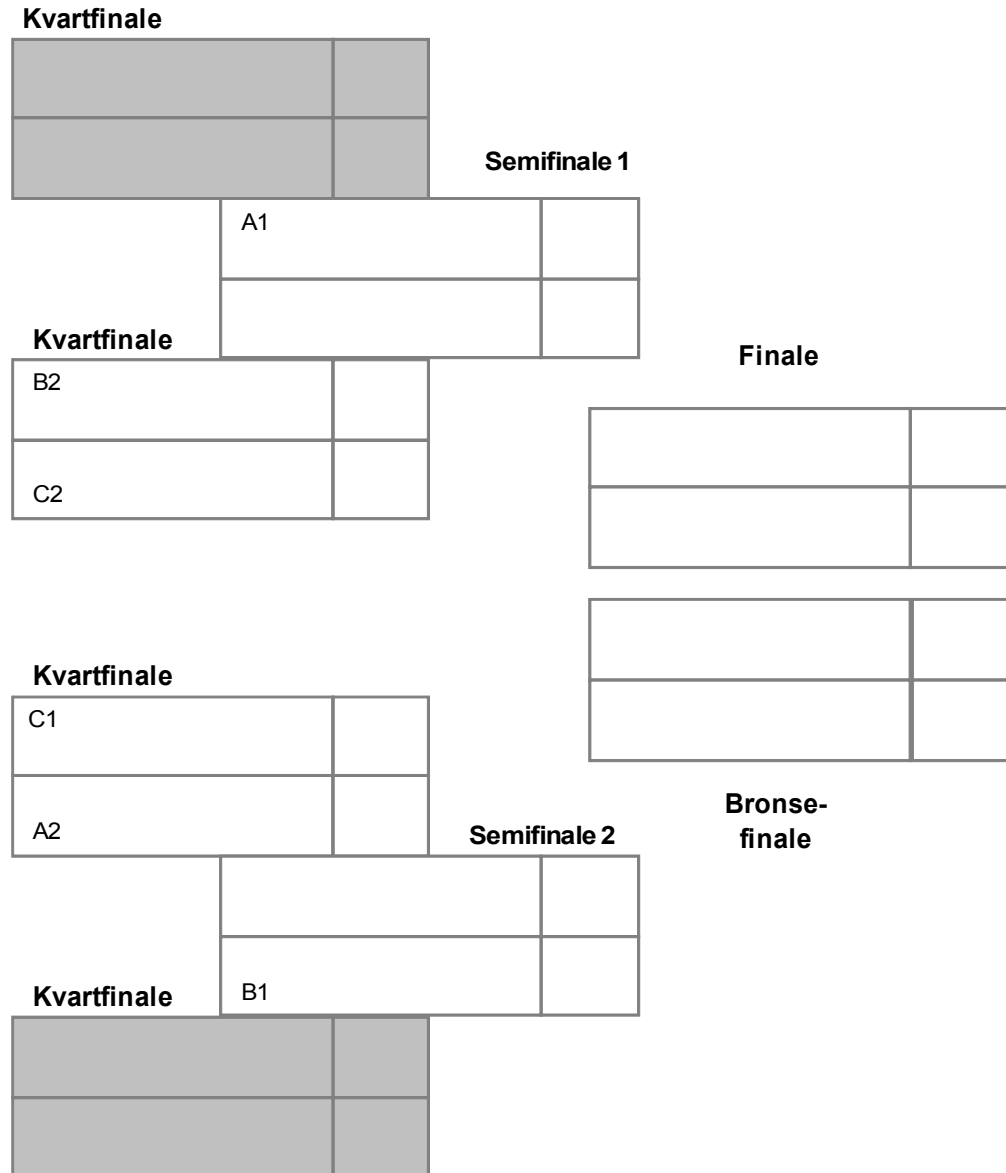 Kvartfinale
Semifinale 1
A1
Kvartfinale
Finale
B2
C2
Kvartfinale
C1
A2
Bronse-
finale
Semifinale 2
B1
Kvartfinale